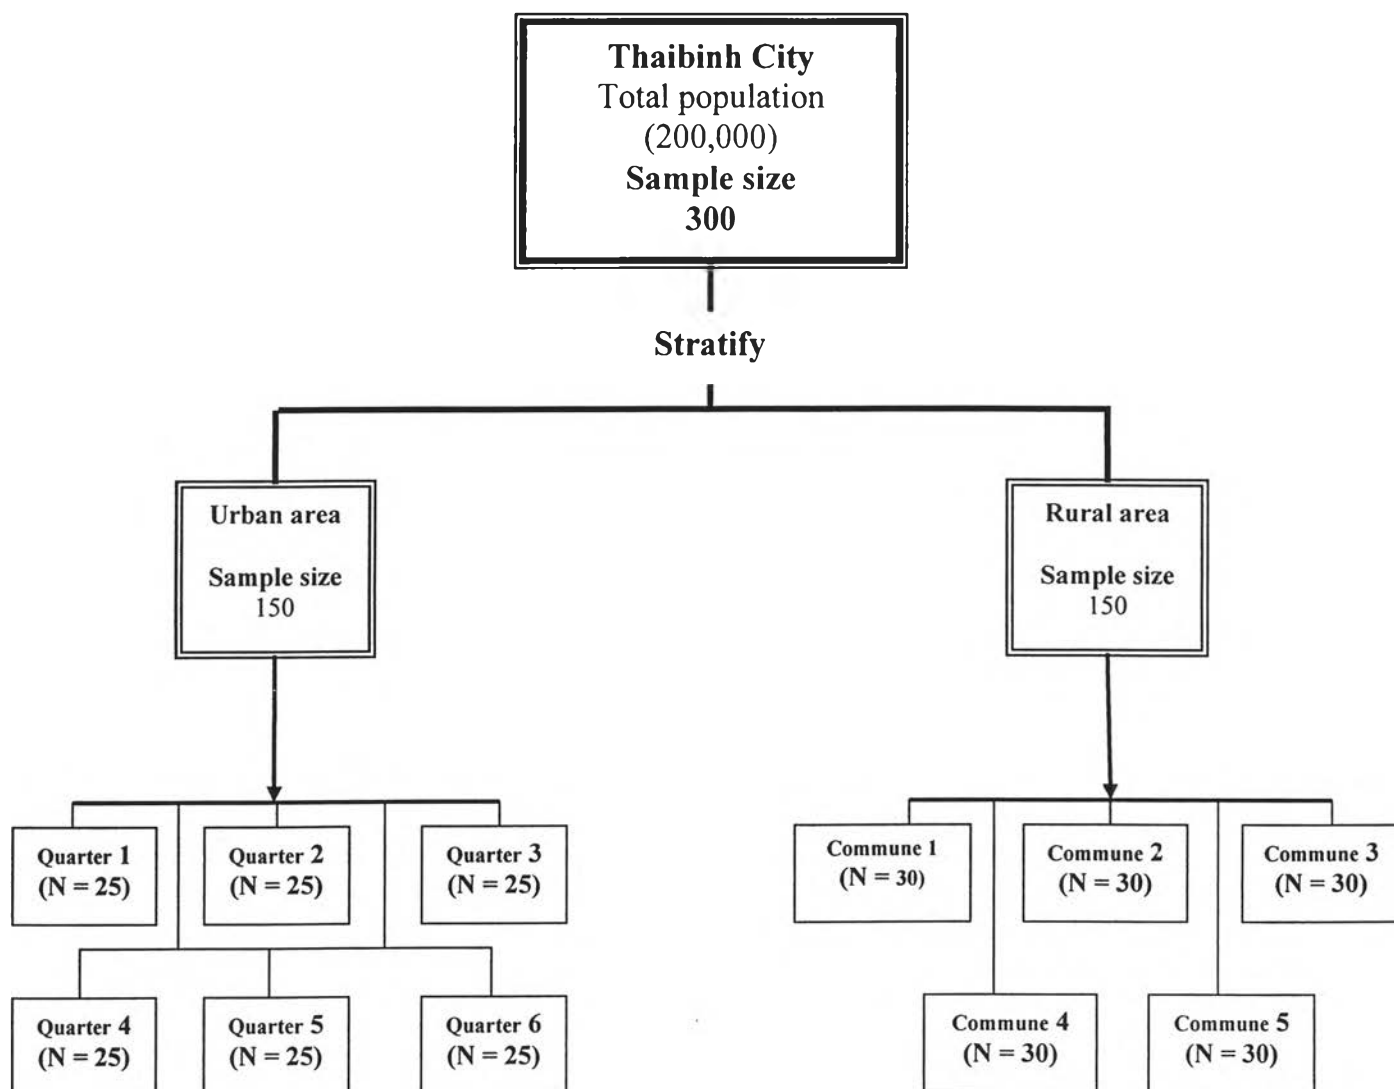 Thaibinh City
Total population
(200,000)
Sample size
300
Stratify
Urban area
Sample size
150
Rural area
Sample size
150
Quarter 1
(N = 25)
Quarter 2
(N = 25)
Quarter 3
(N = 25)
Quarter 4
(N = 25)
Quarter 5
(N = 25)
Quarter 6
(N = 25)
Commune 1
(N = 30)
Commune 2
(N = 30)
Commune 3
(N = 30)
Commune 4
(N = 30)
Commune 5
(N = 30)